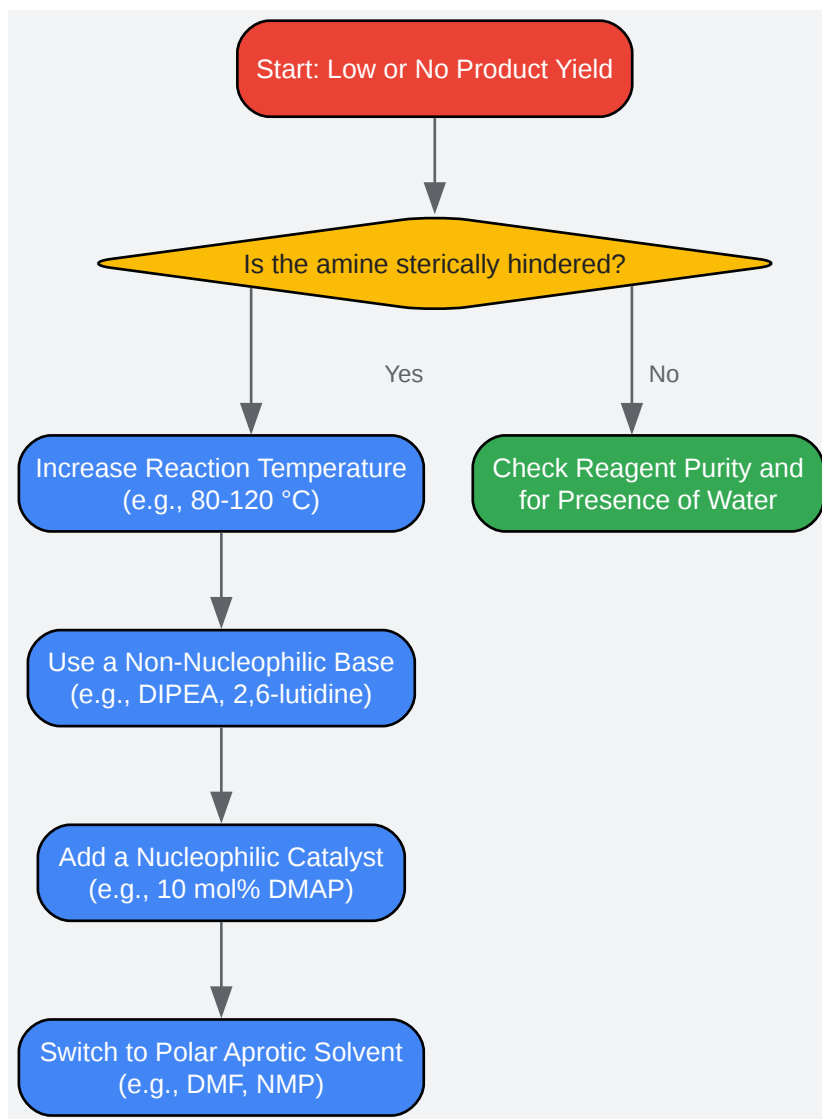 Start: Low or No Product Yield
Is the amine sterically hindered?
Yes
No
Increase Reaction Temperature
(e.g., 80-120 °C)
Check Reagent Purity and
for Presence of Water
Use a Non-Nucleophilic Base
(e.g., DIPEA, 2,6-lutidine)
Add a Nucleophilic Catalyst
(e.g., 10 mol% DMAP)
Switch to Polar Aprotic Solvent
(e.g., DMF, NMP)